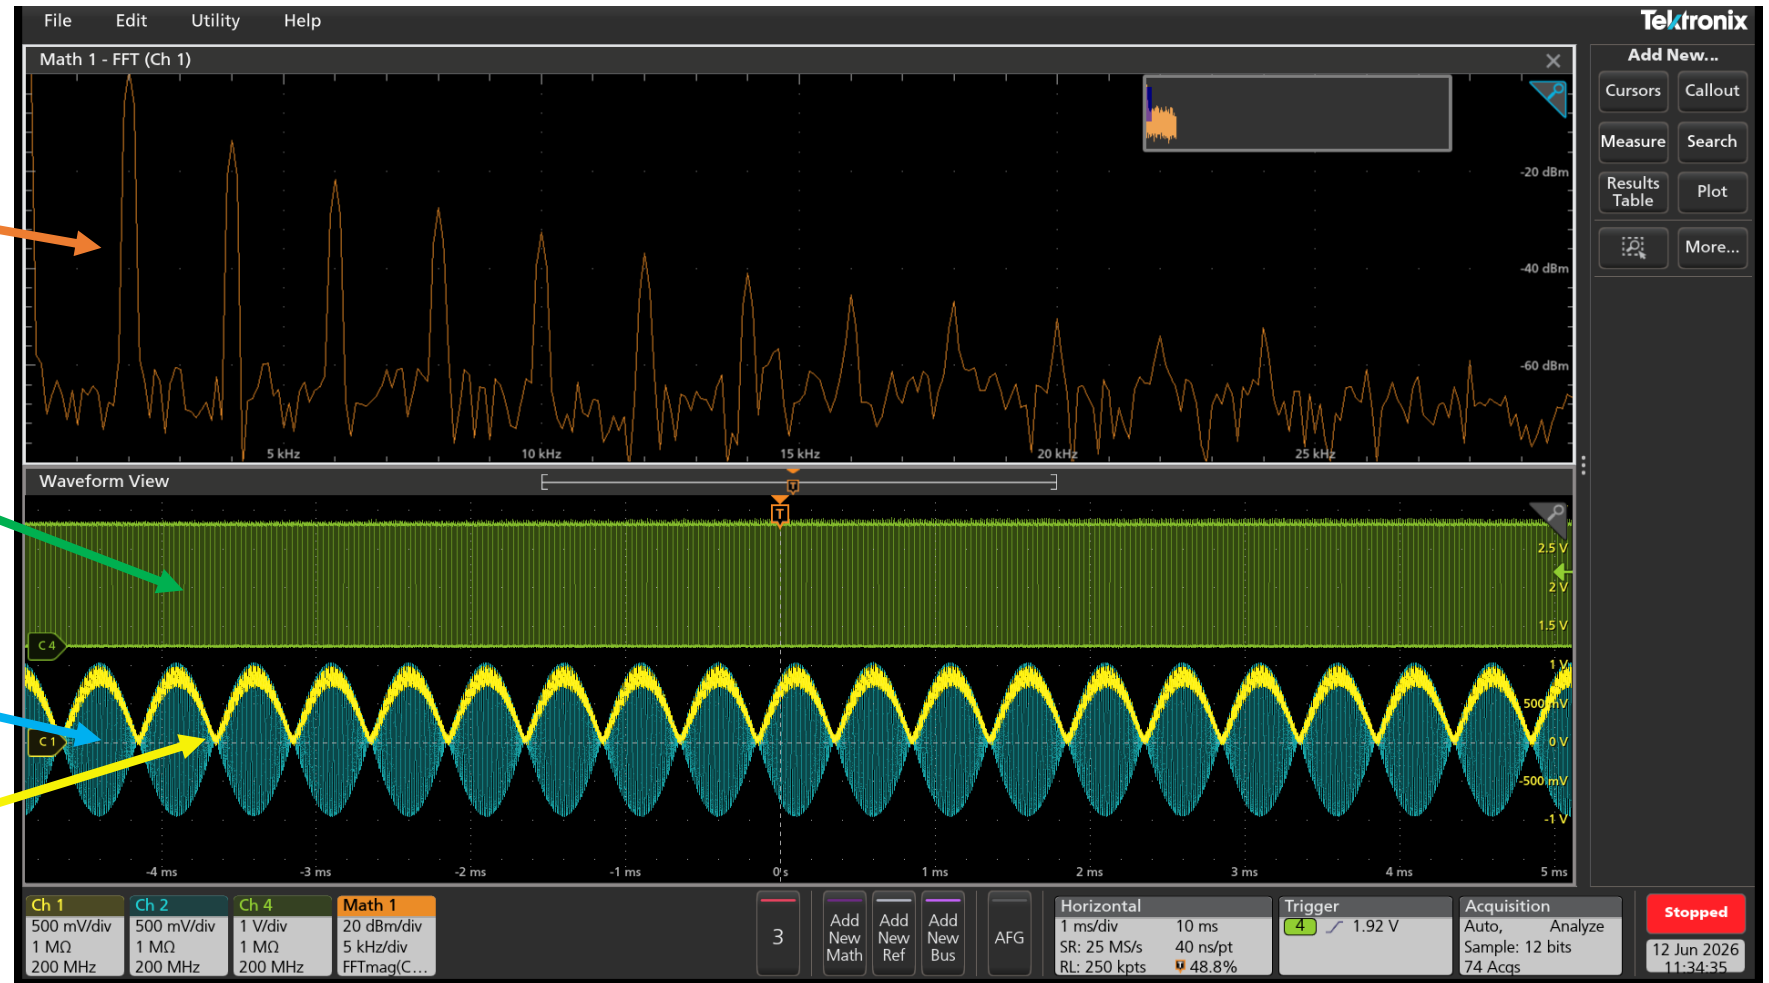 File Edit Utility Help
Tektronix
Math 1 - FFT (Ch 1)
Add New...
Cursors Callout
Measure Search
Results Table Plot
More...
-20 dBm
-40 dBm
-60 dBm
5 kHz 10 kHz 15 kHz 20 kHz 25 kHz
Waveform View
T
T
2.5 V
2 V
1.5 V
C 4
1 V
500 mV
C 1
0 V
-500 mV
-1 V
-4 ms -3 ms -2 ms -1 ms 0 s 1 ms 2 ms 3 ms 4 ms 5 ms
Ch 1
500 mV/div
1 MΩ
200 MHz
Ch 2
500 mV/div
1 MΩ
200 MHz
Ch 4
1 V/div
1 MΩ
200 MHz
Math 1
20 dBm/div
5 kHz/div
FFTmag(C...
3
Add New Math
Add New Ref
Add New Bus
AFG
Horizontal
1 ms/div 10 ms
SR: 25 MS/s 40 ns/pt
RL: 250 kpts T 48.8%
Trigger
4 1.92 V
Acquisition
Auto, Analyze
Sample: 12 bits
74 Acqs
Stopped
12 Jun 2026
11:34:35